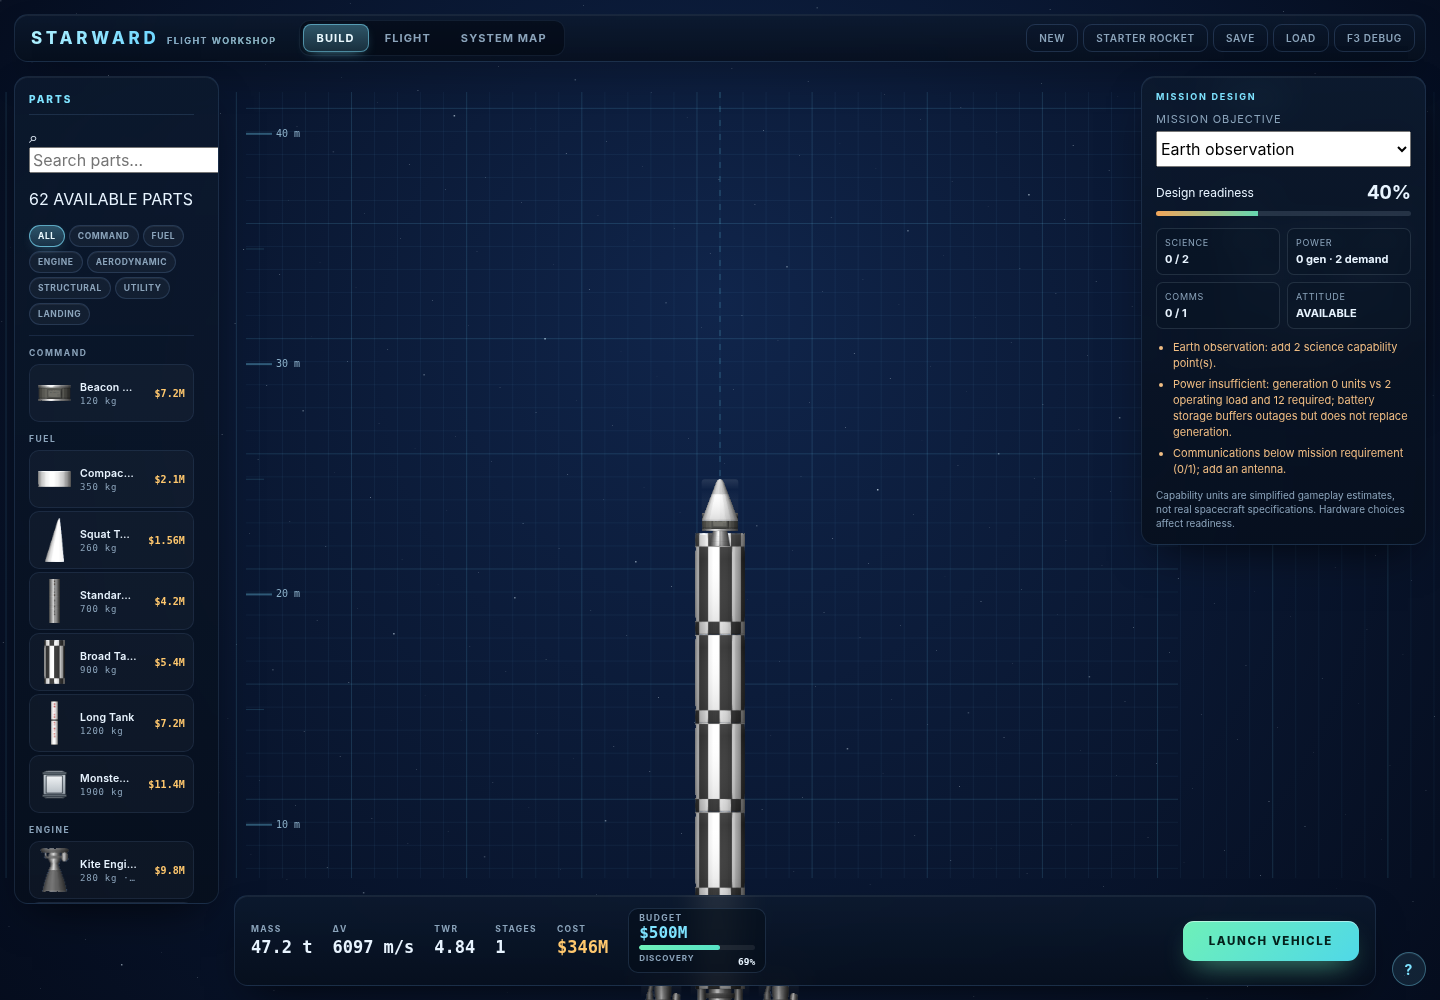 STARWARD FLIGHT WORKSHOP
BUILD
FLIGHT
SYSTEM MAP
NEW
STARTER ROCKET
SAVE
LOAD
F3 DEBUG
PARTS
Search parts...
62 AVAILABLE PARTS
ALL
COMMAND
FUEL
ENGINE
AERODYNAMIC
STRUCTURAL
UTILITY
LANDING
COMMAND
Beacon ...
120 kg
$7.2M
FUEL
Compac...
350 kg
$2.1M
Squat T...
260 kg
$1.56M
Standar...
700 kg
$4.2M
Broad Ta...
900 kg
$5.4M
Long Tank
1200 kg
$7.2M
Monste...
1900 kg
$11.4M
ENGINE
Kite Engi...
280 kg ·…
$9.8M
40 m
30 m
20 m
10 m
MISSION DESIGN
MISSION OBJECTIVE
Earth observation
Design readiness
40%
SCIENCE
0 / 2
POWER
0 gen · 2 demand
COMMS
0 / 1
ATTITUDE
AVAILABLE
• Earth observation: add 2 science capability
point(s).
• Power insufficient: generation 0 units vs 2
operating load and 12 required; battery
storage buffers outages but does not replace
generation.
• Communications below mission requirement
(0/1); add an antenna.
Capability units are simplified gameplay estimates,
not real spacecraft specifications. Hardware choices
affect readiness.
MASS
47.2 t
ΔV
6097 m/s
TWR
4.84
STAGES
1
COST
$346M
BUDGET
$500M
DISCOVERY
69%
LAUNCH VEHICLE
?